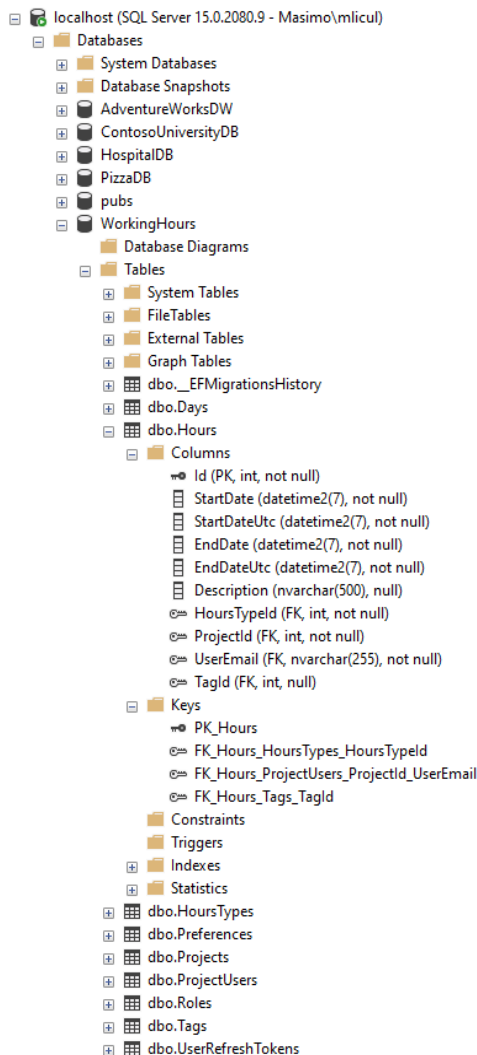 localhost (SQL Server 15.0.2080.9 - Masimo\mlicul)
Databases
System Databases
Database Snapshots
AdventureWorksDW
ContosoUniversityDB
HospitalDB
PizzaDB
pubs
WorkingHours
Database Diagrams
Tables
System Tables
FileTables
External Tables
Graph Tables
dbo.__EFMigrationsHistory
dbo.Days
dbo.Hours
Columns
Id (PK, int, not null)
StartDate (datetime2(7), not null)
StartDateUtc (datetime2(7), not null)
EndDate (datetime2(7), not null)
EndDateUtc (datetime2(7), not null)
Description (nvarchar(500), null)
HoursTypeId (FK, int, not null)
ProjectId (FK, int, not null)
UserEmail (FK, nvarchar(255), not null)
TagId (FK, int, null)
Keys
PK_Hours
FK_Hours_HoursTypes_HoursTypeId
FK_Hours_ProjectUsers_ProjectId_UserEmail
FK_Hours_Tags_TagId
Constraints
Triggers
Indexes
Statistics
dbo.HoursTypes
dbo.Preferences
dbo.Projects
dbo.ProjectUsers
dbo.Roles
dbo.Tags
dbo.UserRefreshTokens